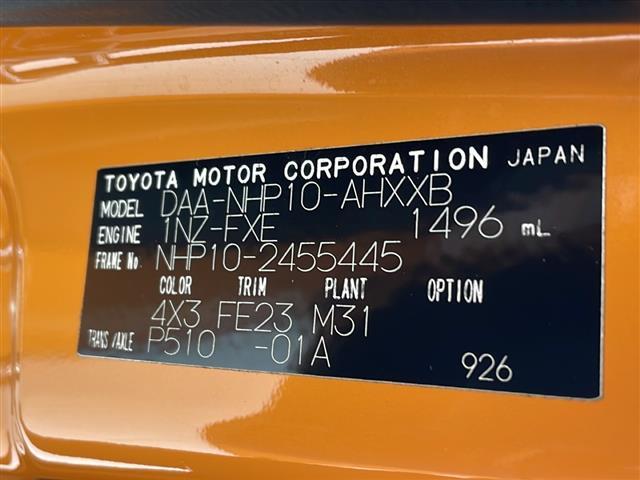 TOYOTA MOTOR CORPORATION JAPAN
MODEL DAA-NHP10-AHXXB
ENGINE 1NZ-FXE 1496 mL
FRAME No NHP10-2455445
COLOR TRIM PLANT OPTION
4X3 FE23 M31
TRANS/AXLE P510 -01A
926